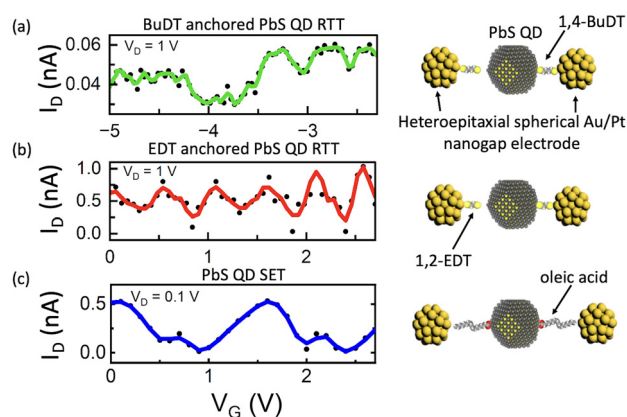 (a) BuDT anchored PbS QD RTT
V_D = 1 V
I_D (nA)
0.06
0.04
−5 −4 −3
PbS QD
1,4-BuDT
Heteroepitaxial spherical Au/Pt
nanogap electrode
(b) EDT anchored PbS QD RTT
V_D = 1 V
I_D (nA)
1.0
0.5
0.0
0 1 2
1,2-EDT
(c) PbS QD SET
V_D = 0.1 V
I_D (nA)
0.5
0.0
0 1 2
V_G (V)
oleic acid